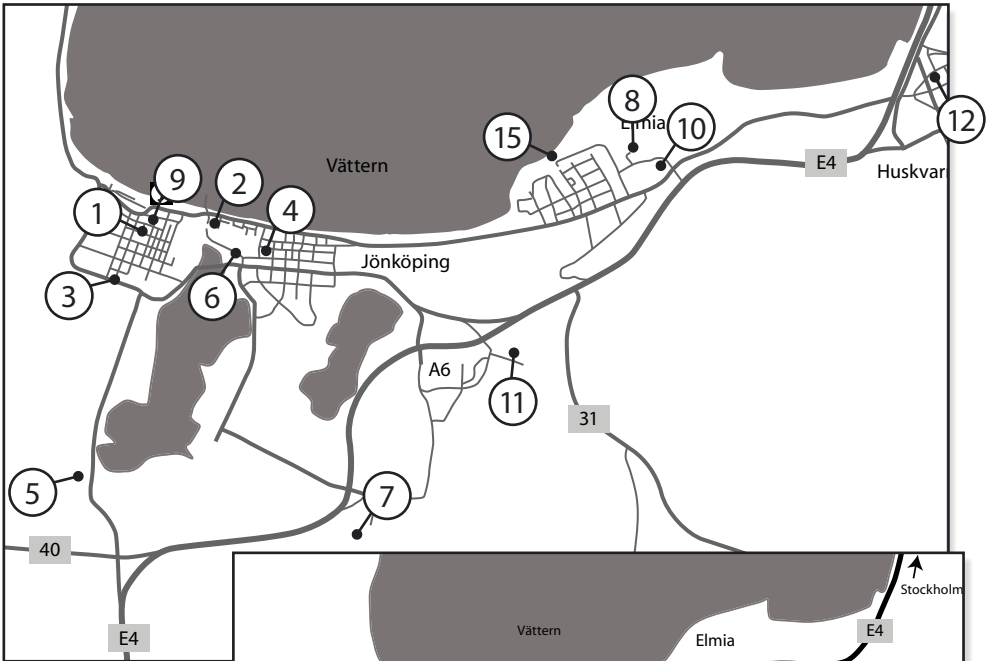 8
Elmia
10
12
15
E4
Vättern
Huskvar
9
2
1
4
Jönköping
3
6
A6
11
31
5
7
40
Stockholm
Vättern
Elmia
E4
E4